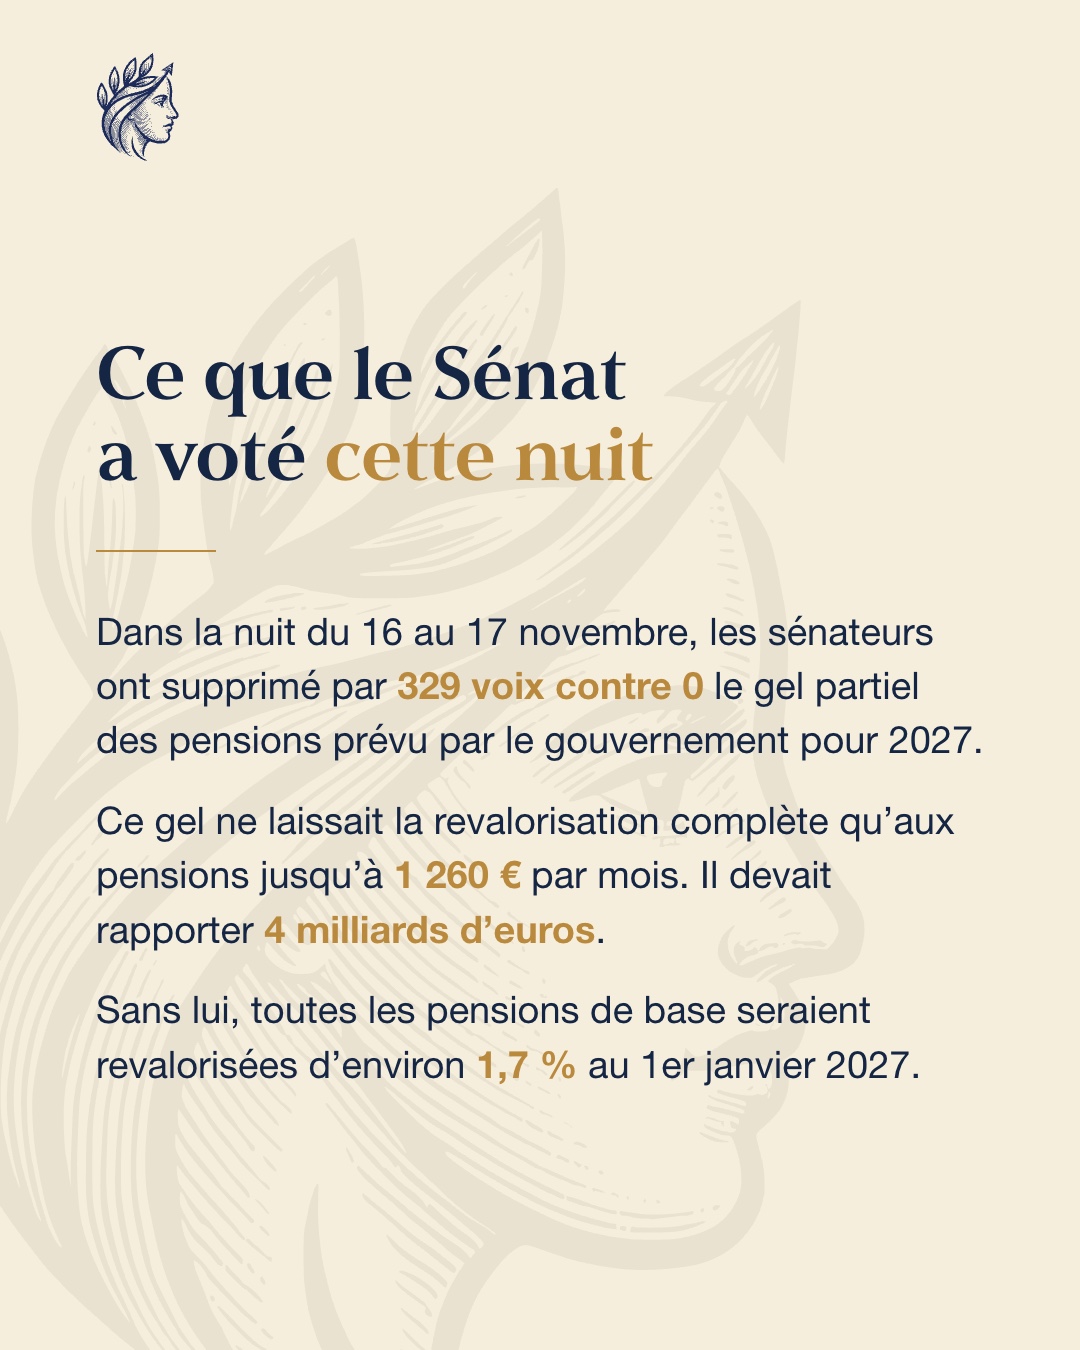 Ce que le Sénat
a voté cette nuit
Dans la nuit du 16 au 17 novembre, les sénateurs
ont supprimé par 329 voix contre 0 le gel partiel
des pensions prévu par le gouvernement pour 2027.
Ce gel ne laissait la revalorisation complète qu’aux
pensions jusqu’à 1 260 € par mois. Il devait
rapporter 4 milliards d’euros.
Sans lui, toutes les pensions de base seraient
revalorisées d’environ 1,7 % au 1er janvier 2027.